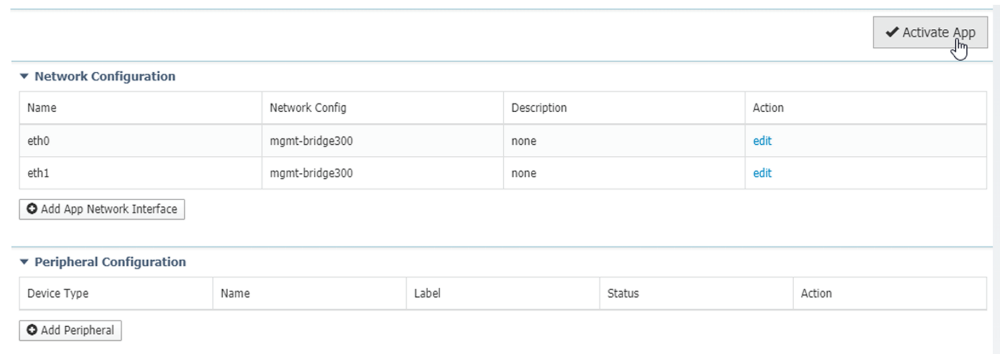 Activate App
Network Configuration
Name Network Config Description Action
eth0 mgmt-bridge300 none edit
eth1 mgmt-bridge300 none edit
Add App Network Interface
Peripheral Configuration
Device Type Name Label Status Action
Add Peripheral